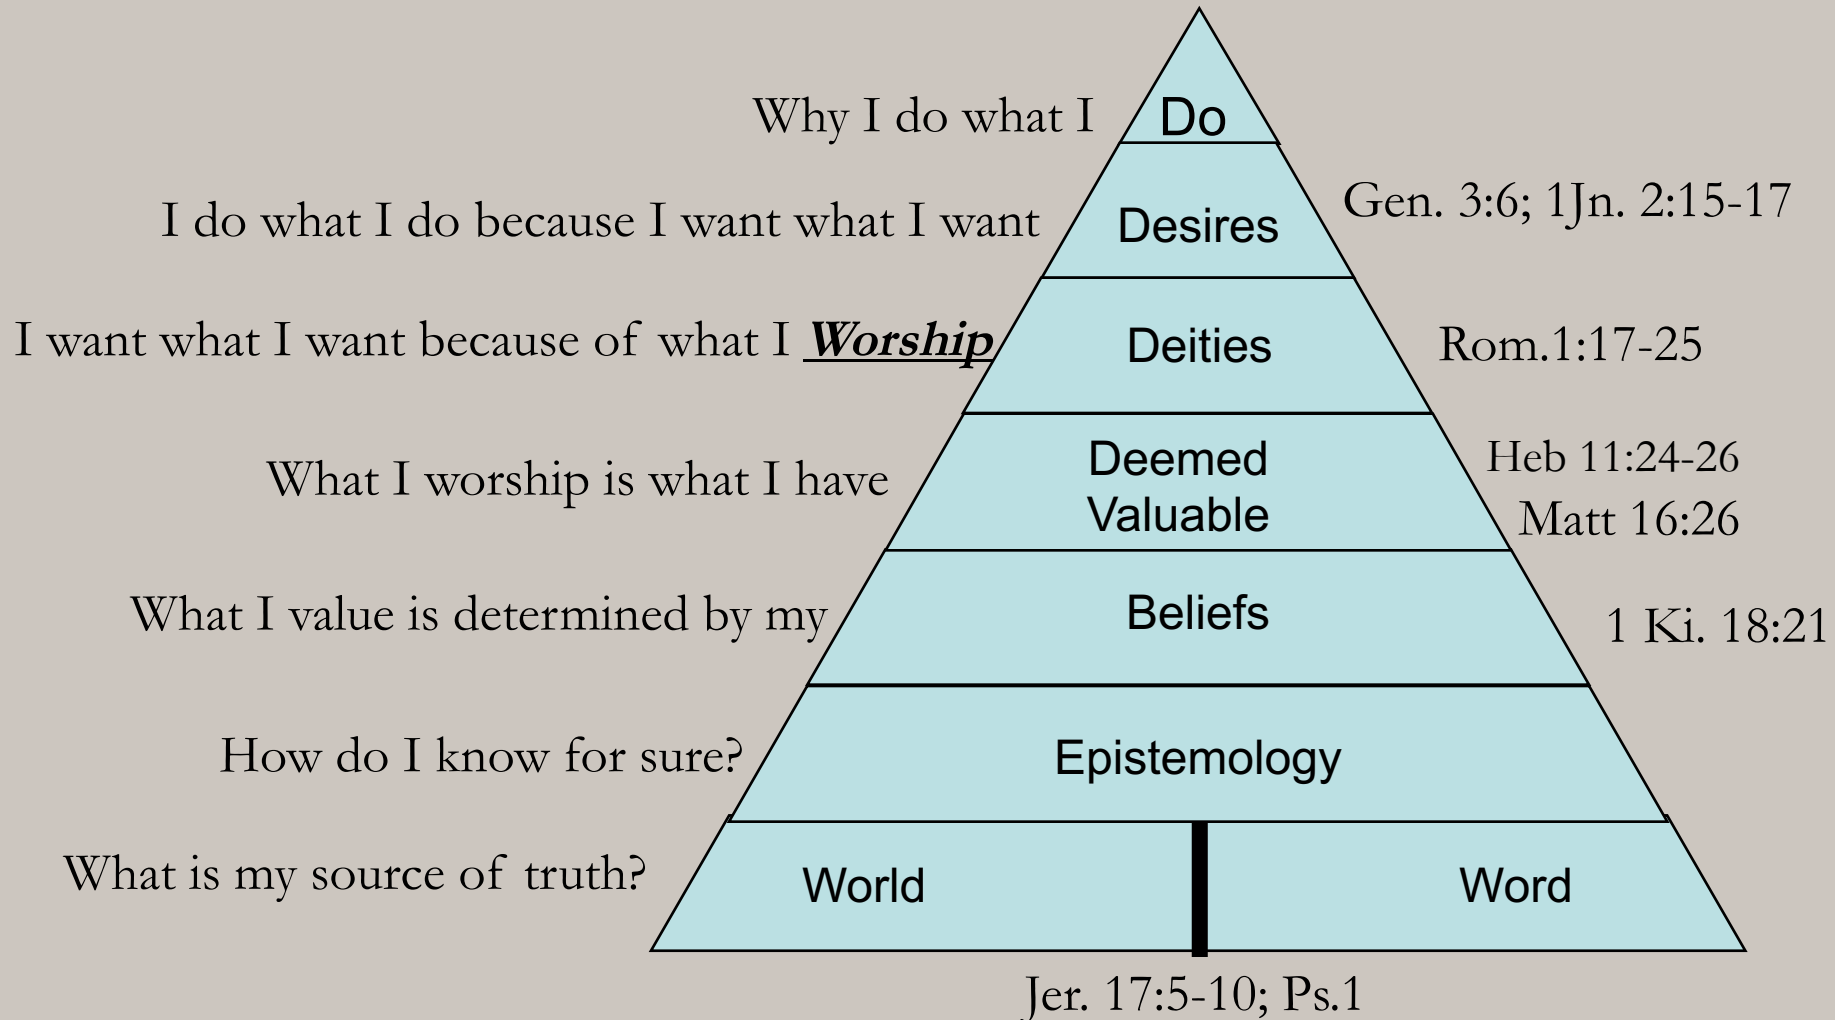 Why I do what I Do
I do what I do because I want what I want Desires Gen. 3:6; 1Jn. 2:15-17
I want what I want because of what I Worship Deities Rom.1:17-25
What I worship is what I have Deemed Valuable Heb 11:24-26
Matt 16:26
What I value is determined by my Beliefs 1 Ki. 18:21
How do I know for sure? Epistemology
What is my source of truth? World Word
Jer. 17:5-10; Ps.1